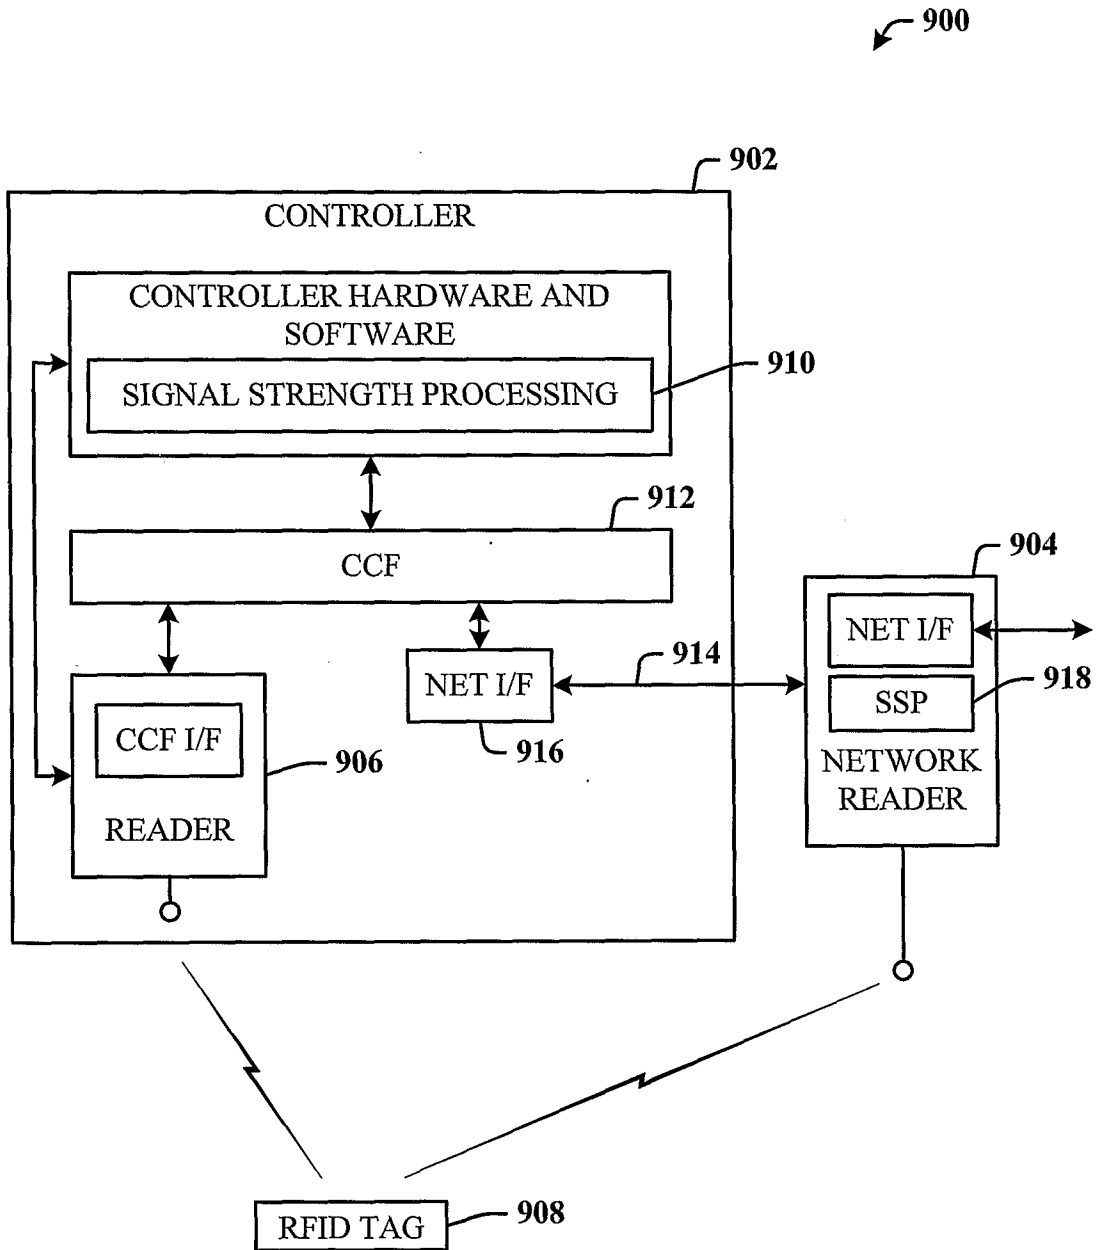 900
902
CONTROLLER
CONTROLLER HARDWARE AND
SOFTWARE
910
SIGNAL STRENGTH PROCESSING
912
CCF
904
NET I/F
914
NET I/F
918
SSP
916
CCF I/F
906
NETWORK
READER
READER
RFID TAG
908